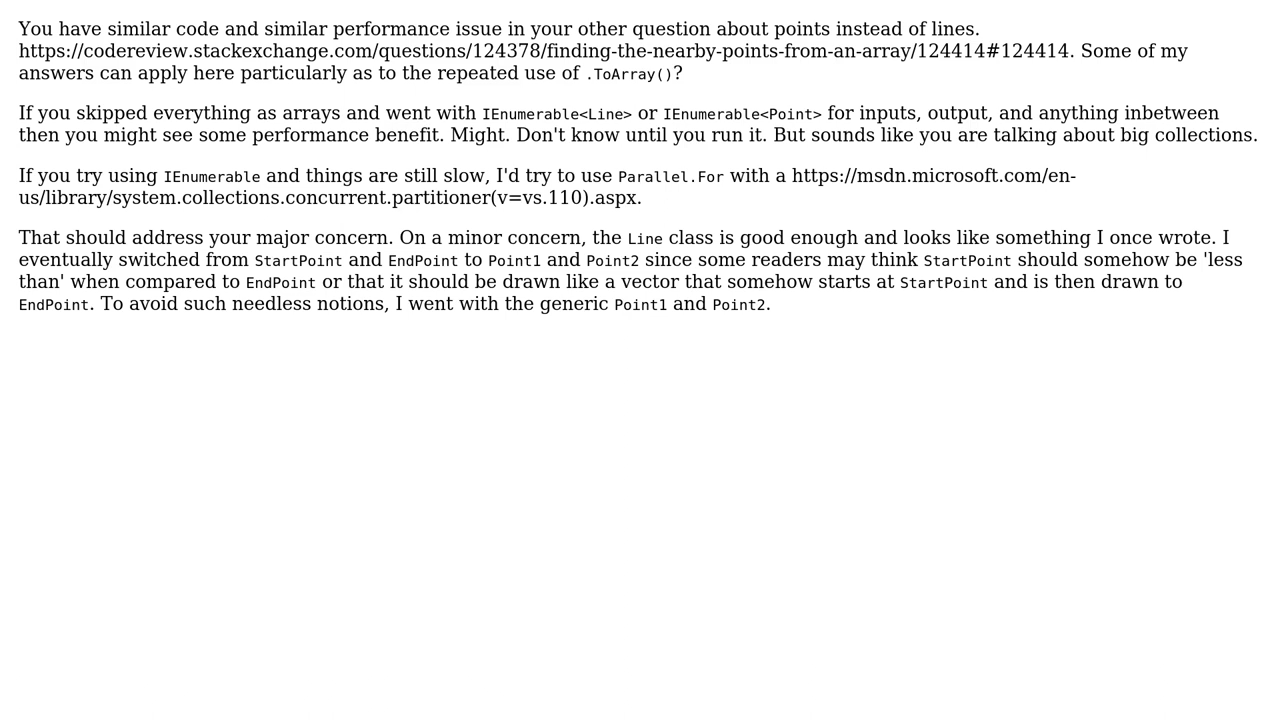 You have similar code and similar performance issue in your other question about points instead of lines.
https://codereview.stackexchange.com/questions/124378/finding-the-nearby-points-from-an-array/124414#124414. Some of my
answers can apply here particularly as to the repeated use of .ToArray()?
If you skipped everything as arrays and went with IEnumerable<Line> or IEnumerable<Point> for inputs, output, and anything inbetween
then you might see some performance benefit. Might. Don't know until you run it. But sounds like you are talking about big collections.
If you try using IEnumerable and things are still slow, I'd try to use Parallel.For with a https://msdn.microsoft.com/en-
us/library/system.collections.concurrent.partitioner(v=vs.110).aspx.
That should address your major concern. On a minor concern, the Line class is good enough and looks like something I once wrote. I
eventually switched from StartPoint and EndPoint to Point1 and Point2 since some readers may think StartPoint should somehow be 'less
than' when compared to EndPoint or that it should be drawn like a vector that somehow starts at StartPoint and is then drawn to
EndPoint. To avoid such needless notions, I went with the generic Point1 and Point2.